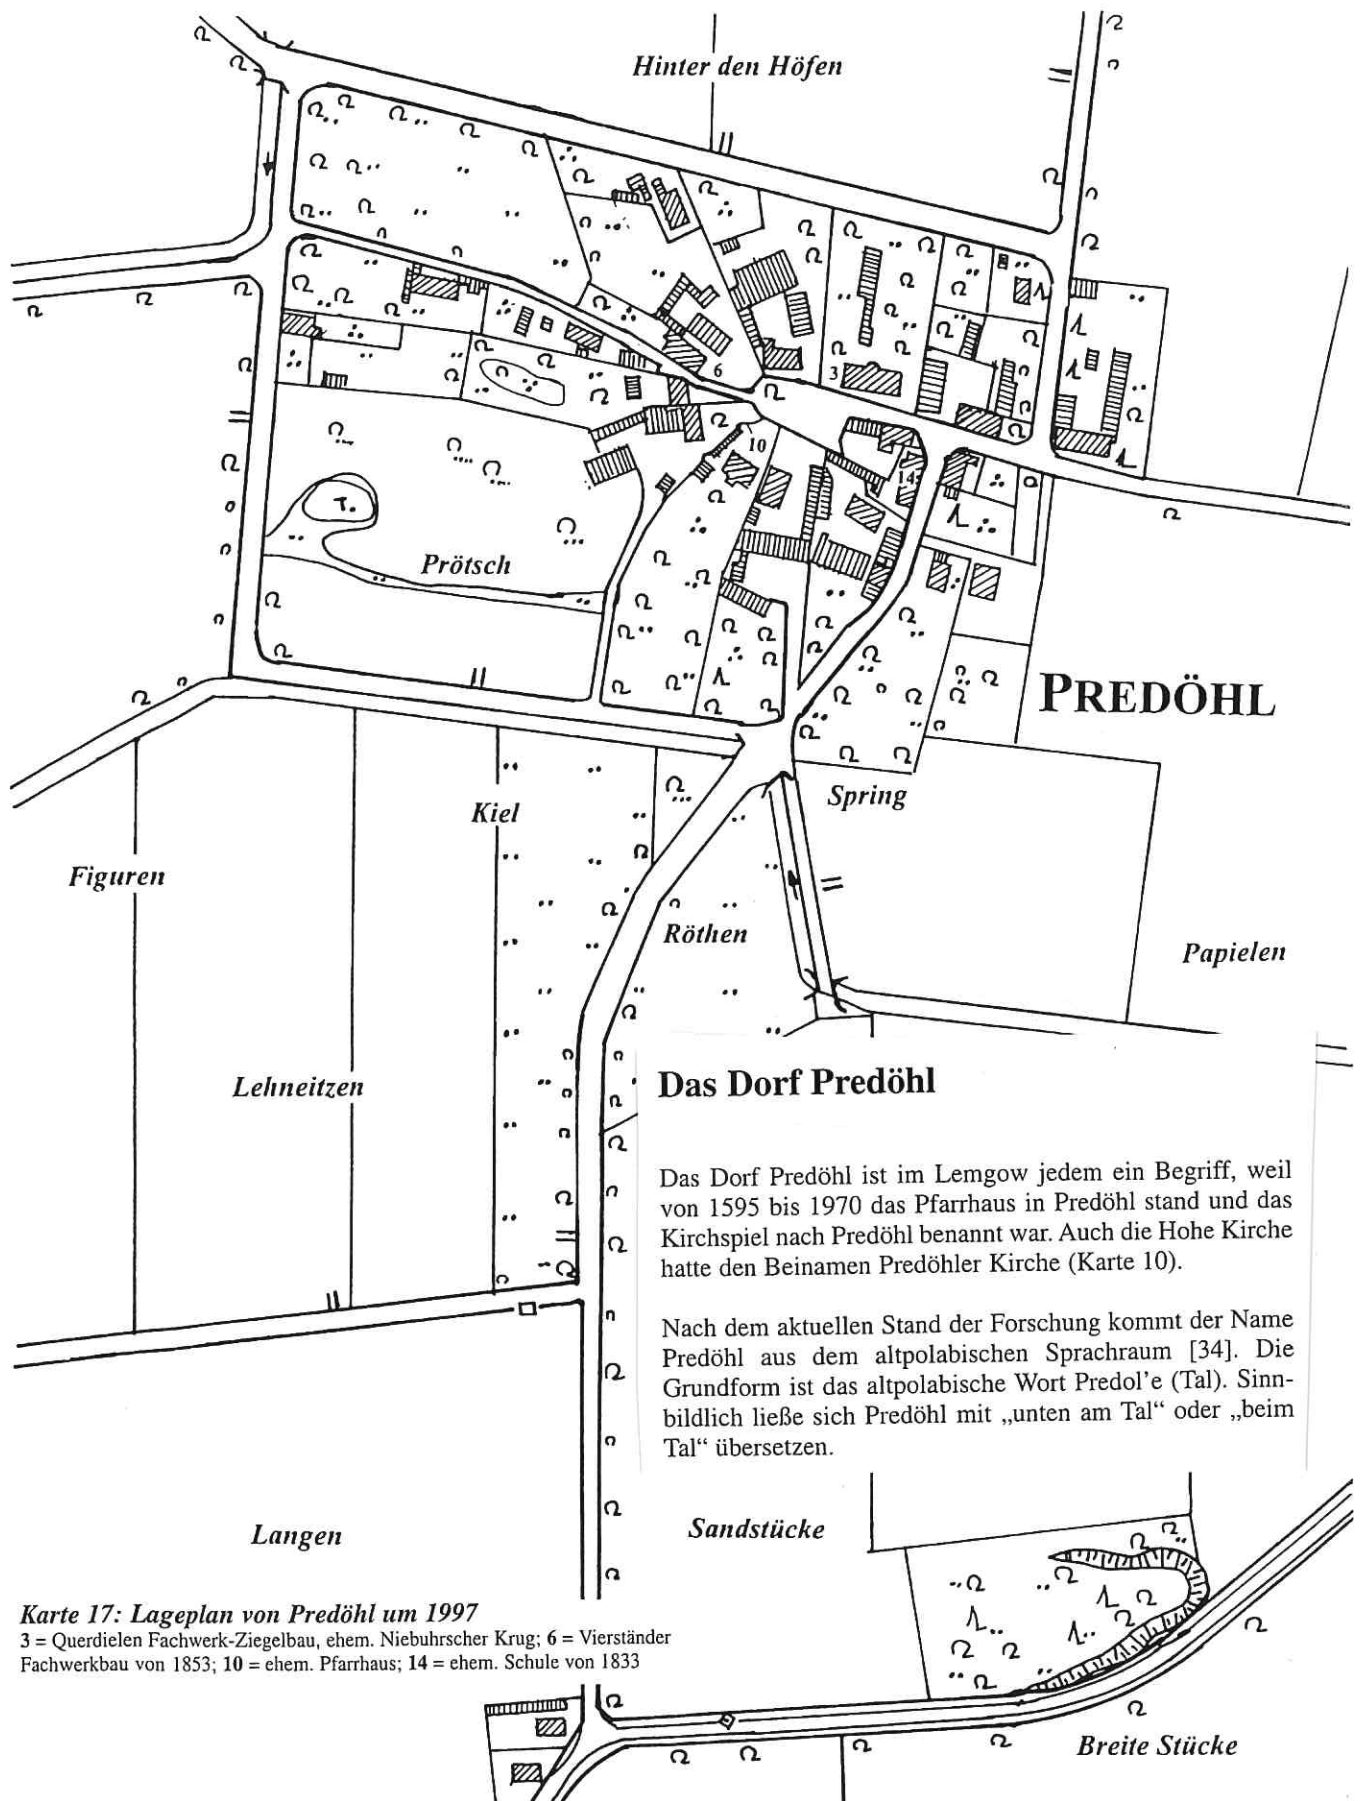 Hinter den Höfen
6
3
10
14
T.
Prötsch
PREDÖHL
Spring
Kiel
Figuren
Röthen
Papielen
Lehneitzen
Das Dorf Predöhl
Das Dorf Predöhl ist im Lemgow jedem ein Begriff, weil
von 1595 bis 1970 das Pfarrhaus in Predöhl stand und das
Kirchspiel nach Predöhl benannt war. Auch die Hohe Kirche
hatte den Beinamen Predöhler Kirche (Karte 10).
Nach dem aktuellen Stand der Forschung kommt der Name
Predöhl aus dem altpolabischen Sprachraum [34]. Die
Grundform ist das altpolabische Wort Predol'e (Tal). Sinn-
bildlich ließe sich Predöhl mit „unten am Tal“ oder „beim
Tal“ übersetzen.
Langen
Sandstücke
Karte 17: Lageplan von Predöhl um 1997
3 = Querdielen Fachwerk-Ziegelbau, ehem. Niebuhrscher Krug; 6 = Vierständer
Fachwerkbau von 1853; 10 = ehem. Pfarrhaus; 14 = ehem. Schule von 1833
Breite Stücke